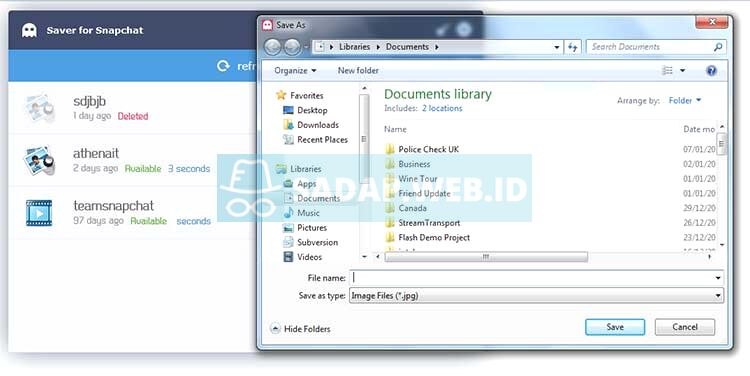 Saver for Snapchat
refr
sdjbjb
1 day ago Deleted
athenait
2 days ago Available 3 seconds
teamsnapchat
97 days ago Available seconds
Save As
Libraries Documents
Search Documents
Organize New folder
Favorites
Desktop
Downloads
Recent Places
Libraries
Apps
Documents
Music
Pictures
Subversion
Videos
Documents library
Includes: 2 locations
Arrange by: Folder
Name Date mo
Police Check UK 07/01/20
Business 02/01/20
Wine Tour 02/01/20
Friend Update 02/01/20
Canada 29/12/20
StreamTransport 26/12/20
Flash Demo Project 23/12/20
File name:
Save as type: Image Files (*.jpg)
Hide Folders
Save Cancel
SADAPWEB.ID